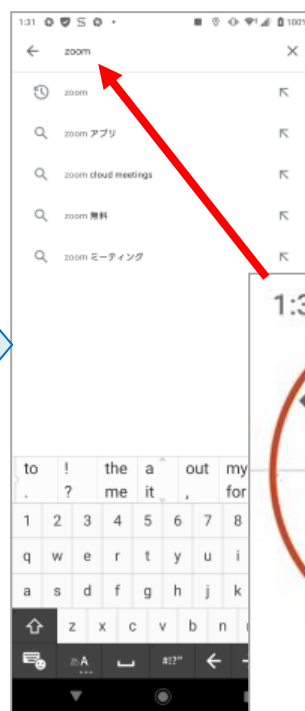 1:31
zoom
zoom
zoom アプリ
zoom cloud meetings
zoom 無料
zoom ミーティング
1:3
to ! the a out my
. ? me it , for
1 2 3 4 5 6 7 8
q w e r t y u i
a s d f g h j k
z x c v b n
A #!?"